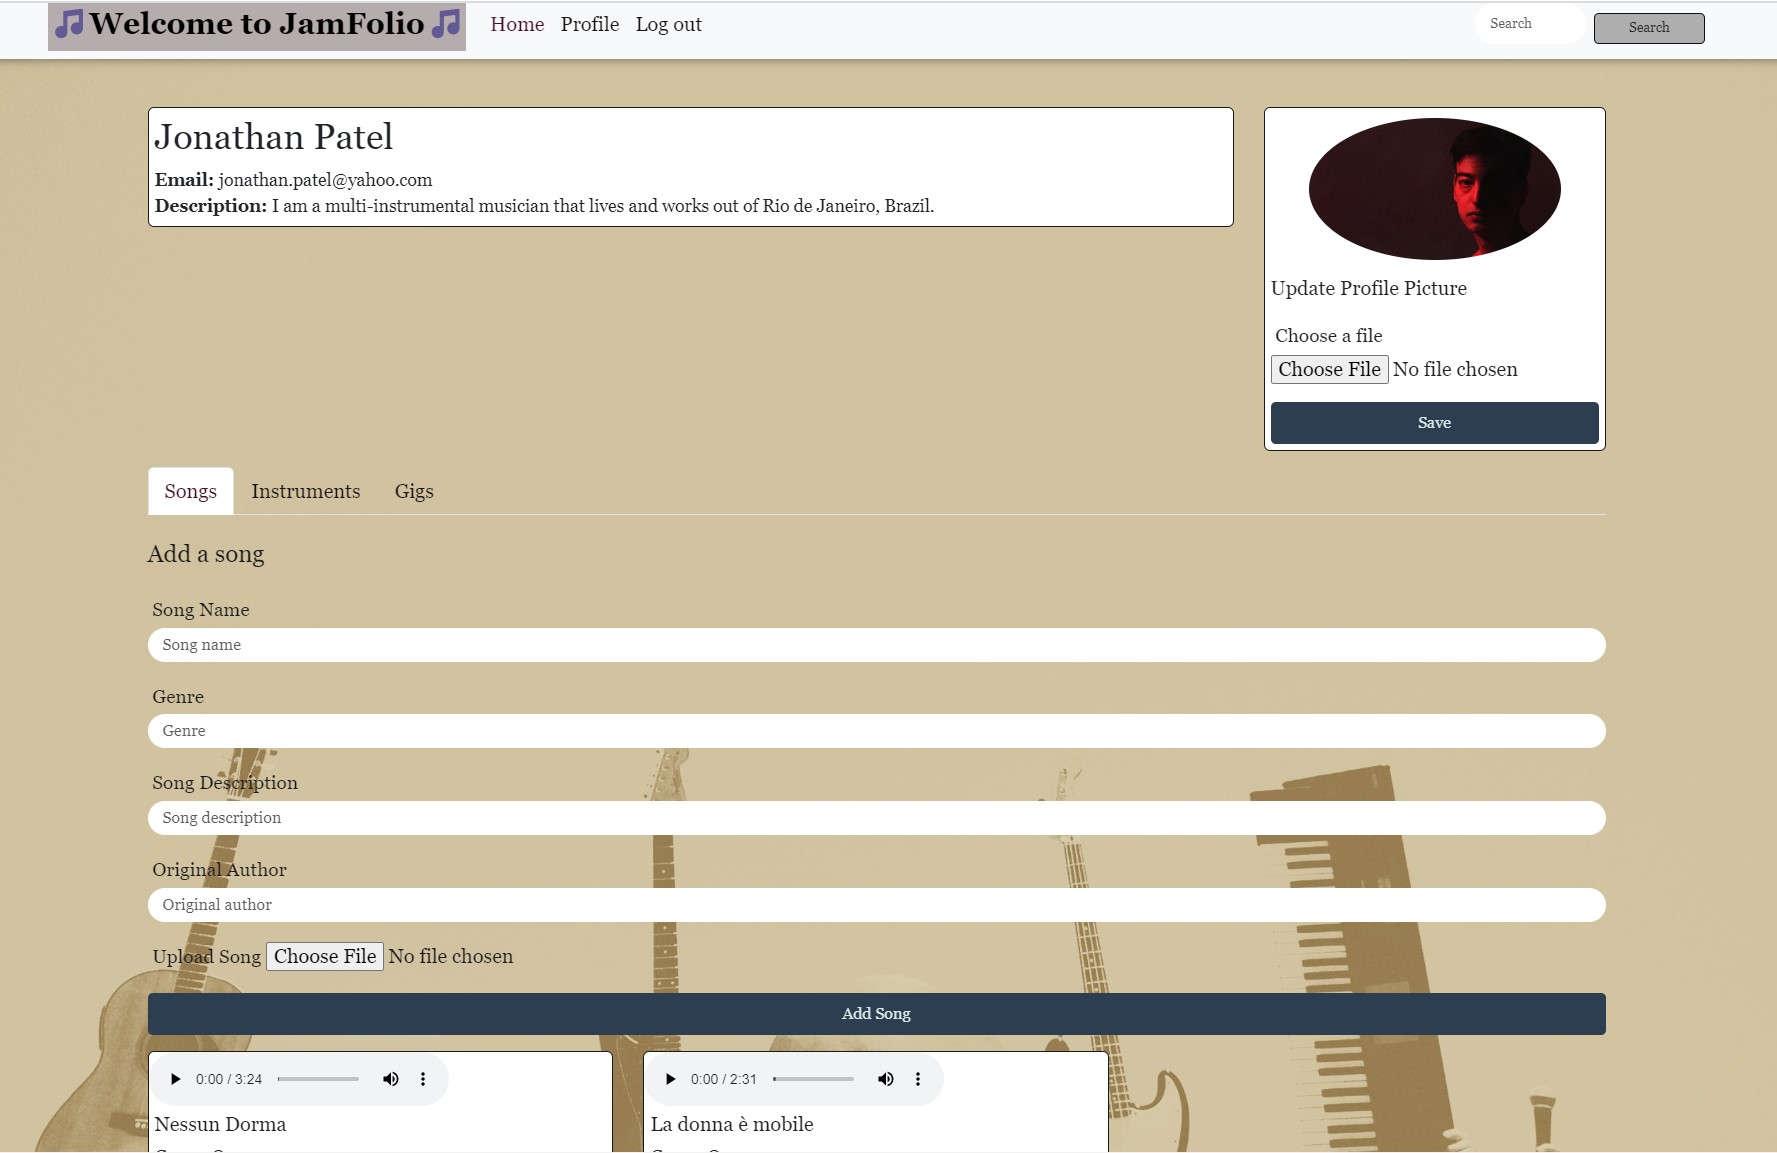 🎵Welcome to JamFolio🎵 Home Profile Log out Search Search
Jonathan Patel
Email: jonathan.patel@yahoo.com
Description: I am a multi-instrumental musician that lives and works out of Rio de Janeiro, Brazil.
Update Profile Picture
Choose a file
Choose File No file chosen
Save
Songs Instruments Gigs
Add a song
Song Name
Song name
Genre
Genre
Song Description
Song description
Original Author
Original author
Upload Song Choose File No file chosen
Add Song
0:00 / 3:24
Nessun Dorma
0:00 / 2:31
La donna è mobile